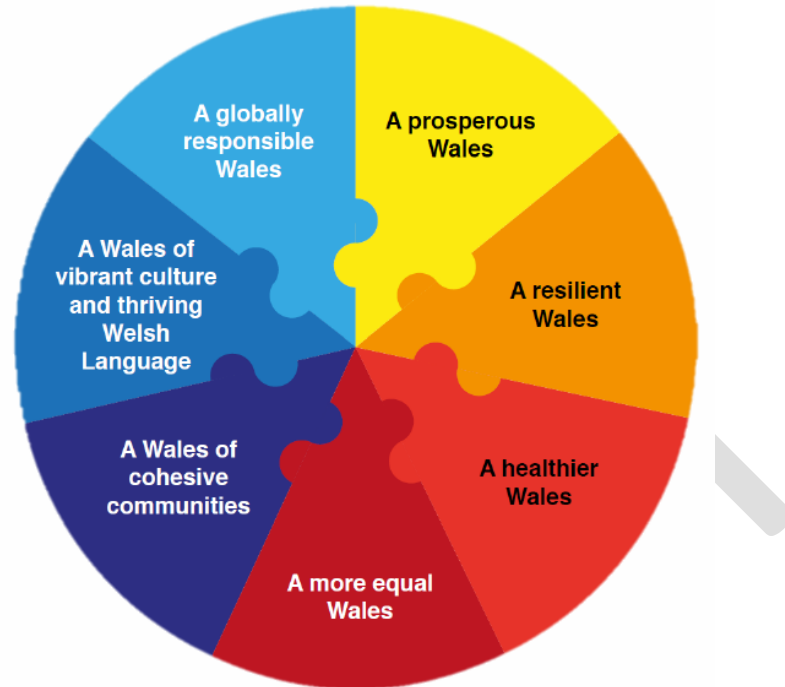 A prosperous
Wales
A resilient
Wales
A healthier
Wales
A more equal
Wales
A Wales of
cohesive
communities
A Wales of
vibrant culture
and thriving
Welsh
Language
A globally
responsible
Wales